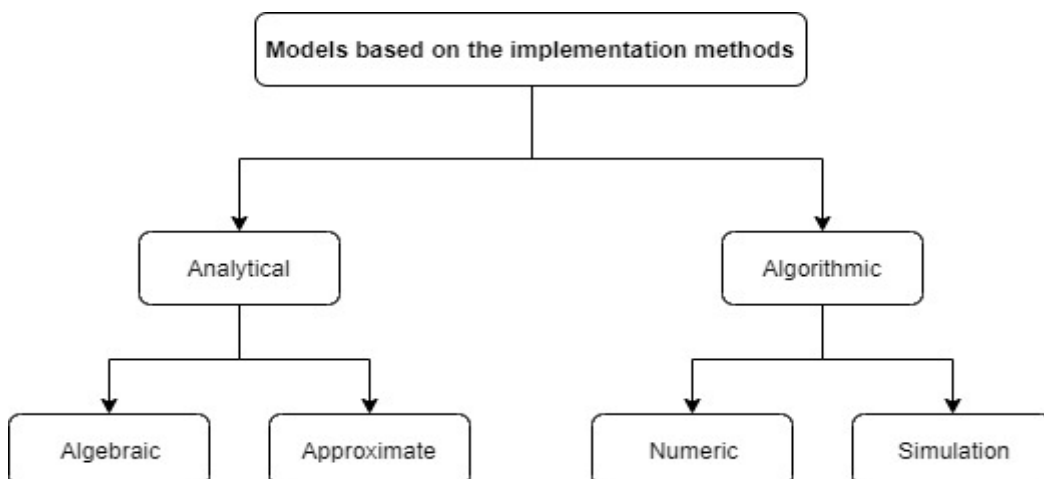 Models based on the implementation methods
Analytical
Algorithmic
Algebraic
Approximate
Numeric
Simulation